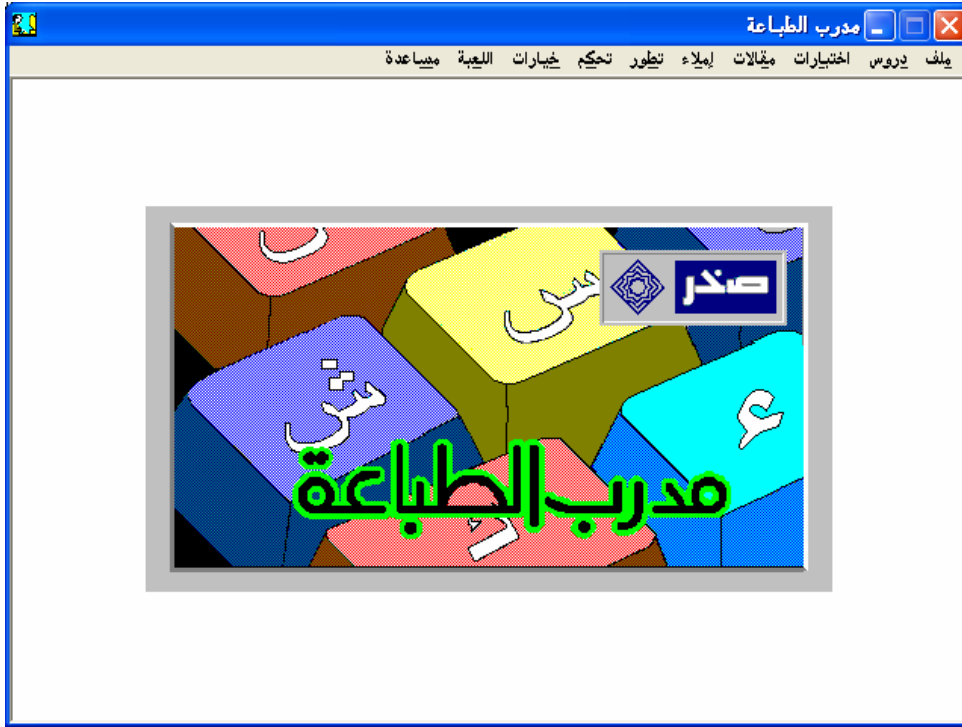 مدرب الطباعة
ملف دروس اختبارات مقالات إملاء تطور تحكم خيارات اللعبة مساعدة
صخر
س
ش
ء
مدرب الطباعة